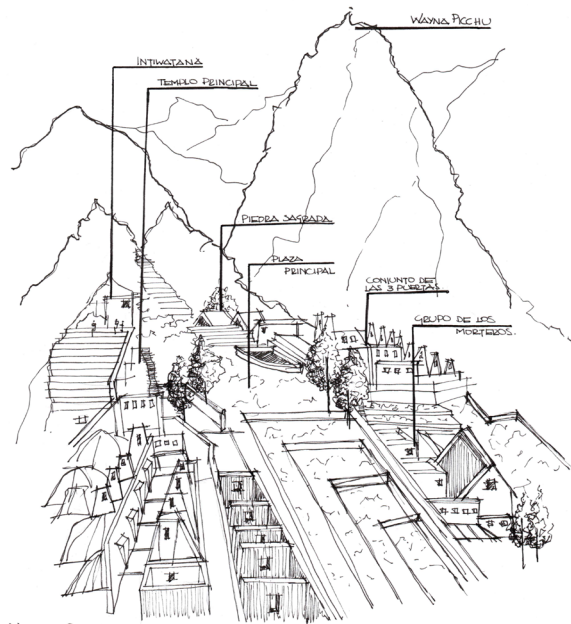 WAYNA PICCHU
INTIWATANA
TEMPLO PRINCIPAL
PIEDRA SAGRADA
PLAZA
PRINCIPAL
CONJUNTO DE
LAS 3 PUERTAS
GRUPO DE LOS
MORTEROS.